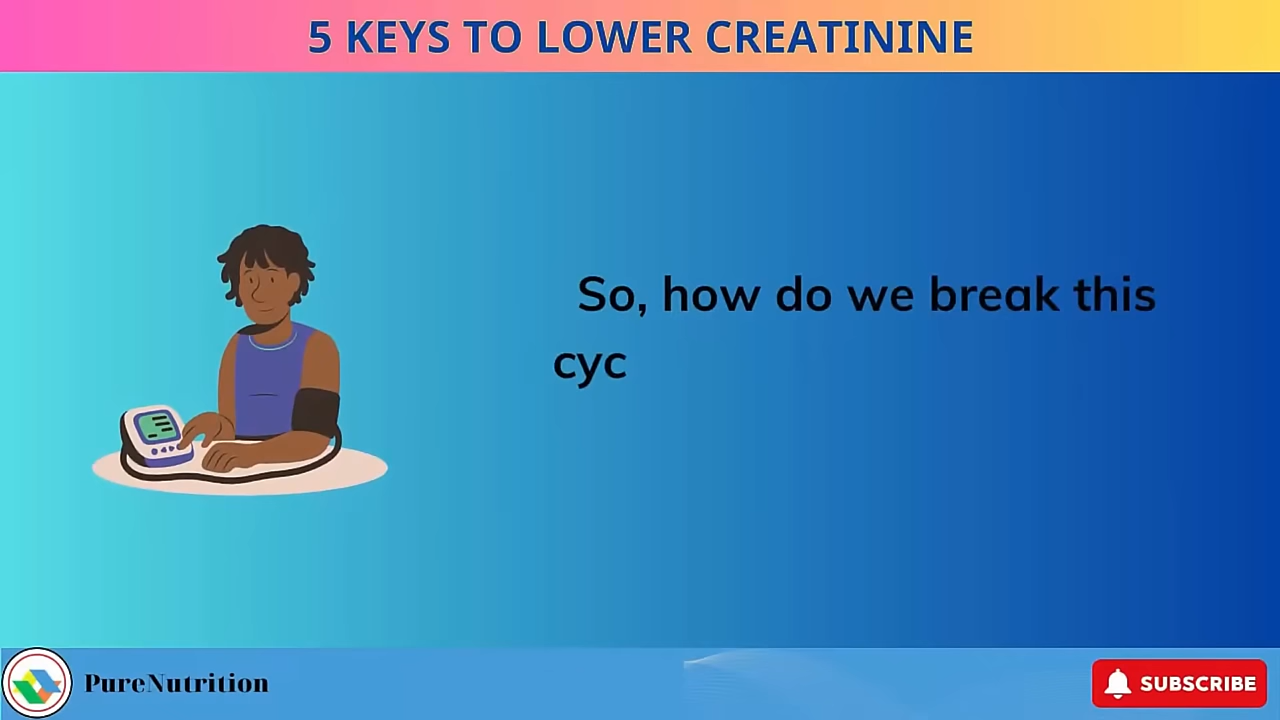 5 KEYS TO LOWER CREATININE
So, how do we break this
cyc
PureNutrition
SUBSCRIBE